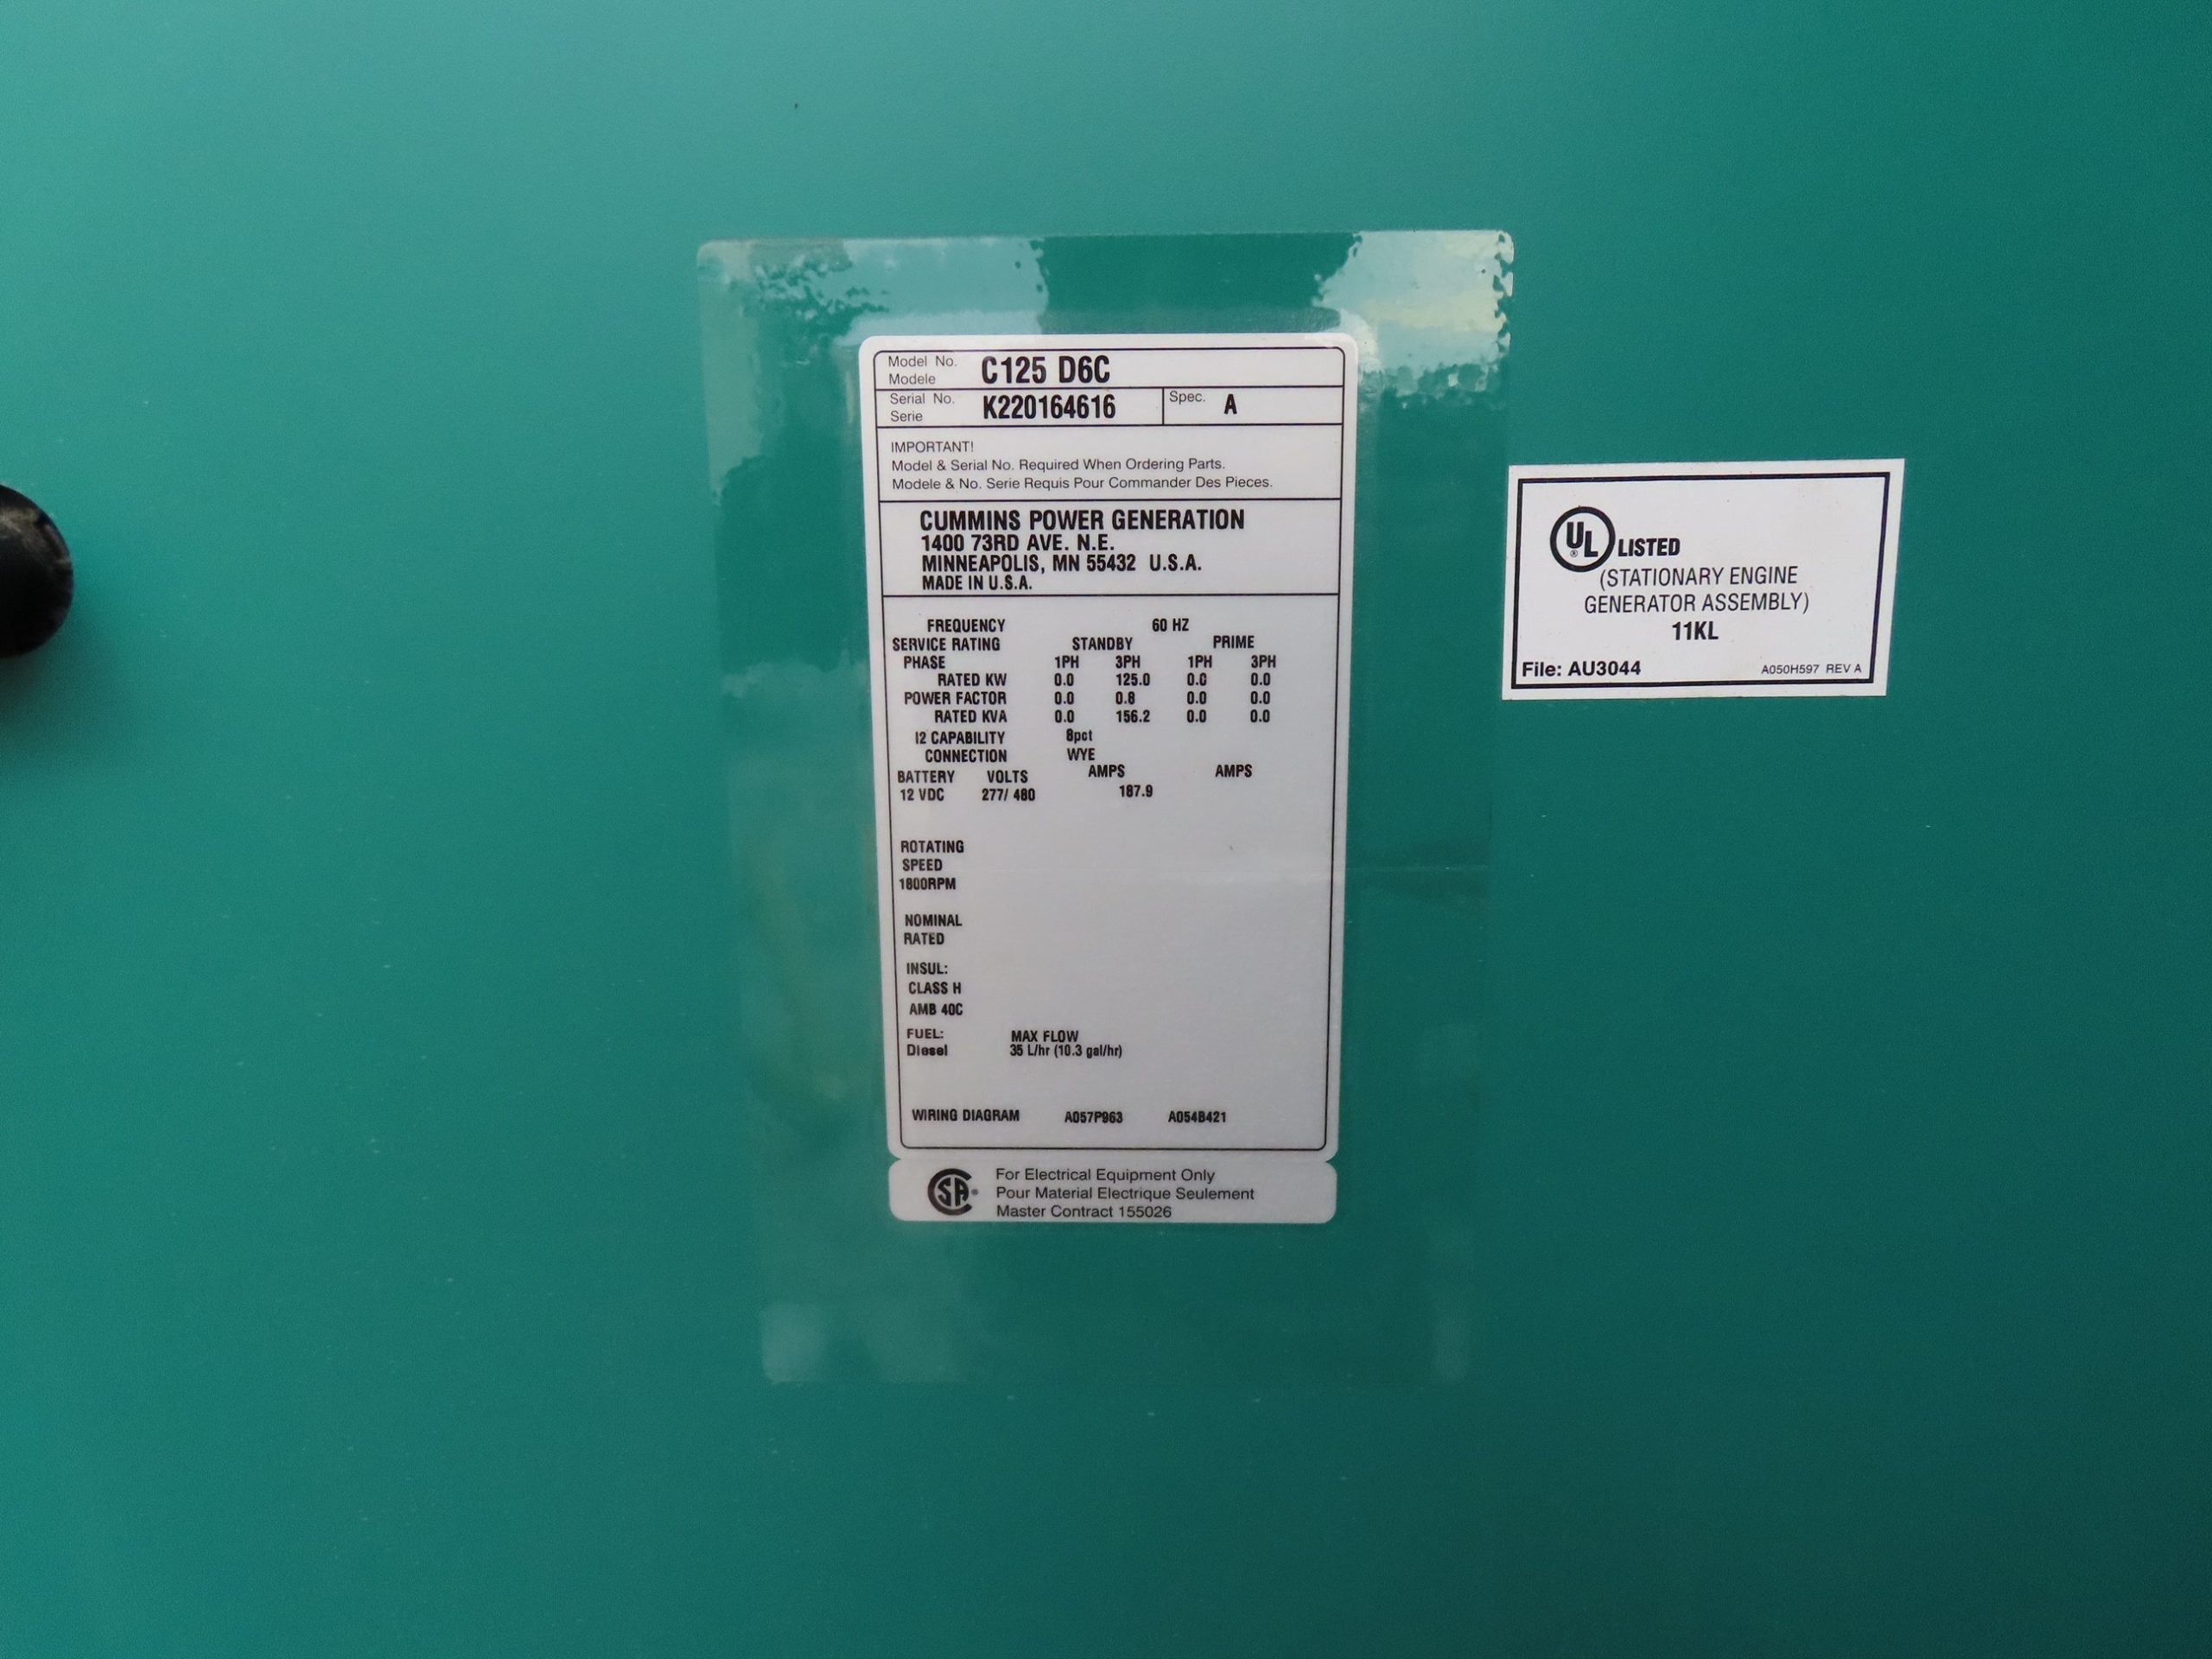 Model No.
Modele
C125 D6C
Serial No.
Serie
K220164616
Spec. A
IMPORTANT!
Model & Serial No. Required When Ordering Parts.
Modele & No. Serie Requis Pour Commander Des Pieces.
CUMMINS POWER GENERATION
1400 73RD AVE. N.E.
MINNEAPOLIS, MN 55432 U.S.A.
MADE IN U.S.A.
FREQUENCY 60 HZ
SERVICE RATING STANDBY PRIME
PHASE 1PH 3PH 1PH 3PH
RATED KW 0.0 125.0 0.0 0.0
POWER FACTOR 0.0 0.8 0.0 0.0
RATED KVA 0.0 156.2 0.0 0.0
I2 CAPABILITY 8pct
CONNECTION WYE
BATTERY VOLTS AMPS AMPS
12 VDC 277/ 480 187.9
ROTATING
SPEED
1800RPM
NOMINAL
RATED
INSUL:
CLASS H
AMB 40C
FUEL: MAX FLOW
Diesel 35 L/hr (10.3 gal/hr)
WIRING DIAGRAM A057P963 A054B421
SA
For Electrical Equipment Only
Pour Material Electrique Seulement
Master Contract 155026
UL ® LISTED
(STATIONARY ENGINE
GENERATOR ASSEMBLY)
11KL
File: AU3044 A050H597 REV A